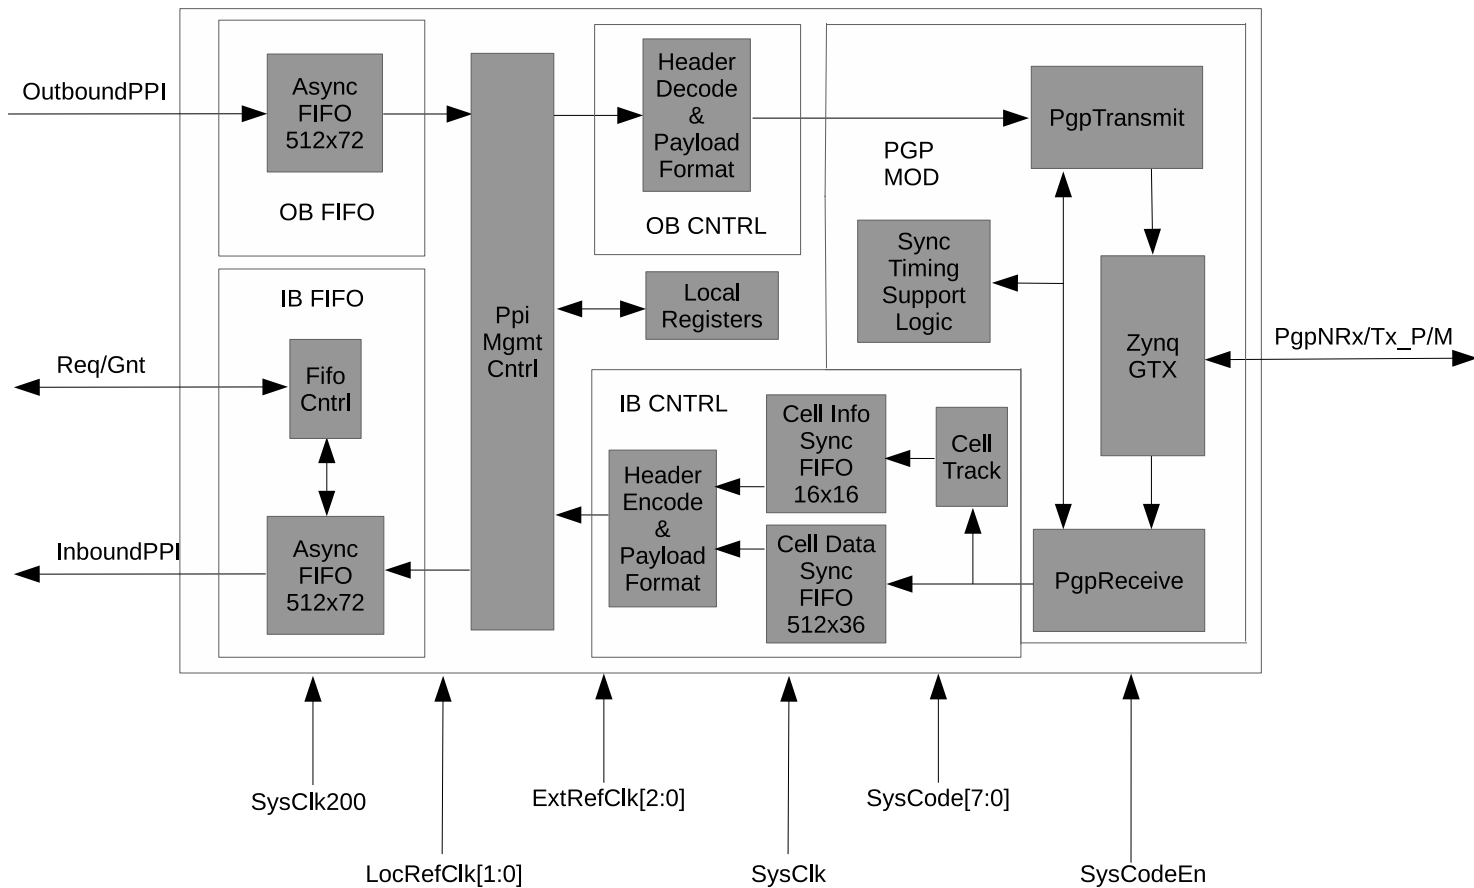 OutboundPPI
Async
FIFO
512x72
OB FIFO
Header
Decode
&
Payload
Format
OB CNTRL
PGP
MOD
PgpTransmit
Sync
Timing
Support
Logic
IB FIFO
Req/Gnt
Fifo
Cntrl
Ppi
Mgmt
Cntrl
Local
Registers
Zynq
GTX
PgpNRx/Tx_P/M
IB CNTRL
Cell Info
Sync
FIFO
16x16
Cell
Track
Header
Encode
&
Payload
Format
InboundPPI
Async
FIFO
512x72
Cell Data
Sync
FIFO
512x36
PgpReceive
SysClk200
ExtRefClk[2:0]
SysCode[7:0]
LocRefClk[1:0]
SysClk
SysCodeEn